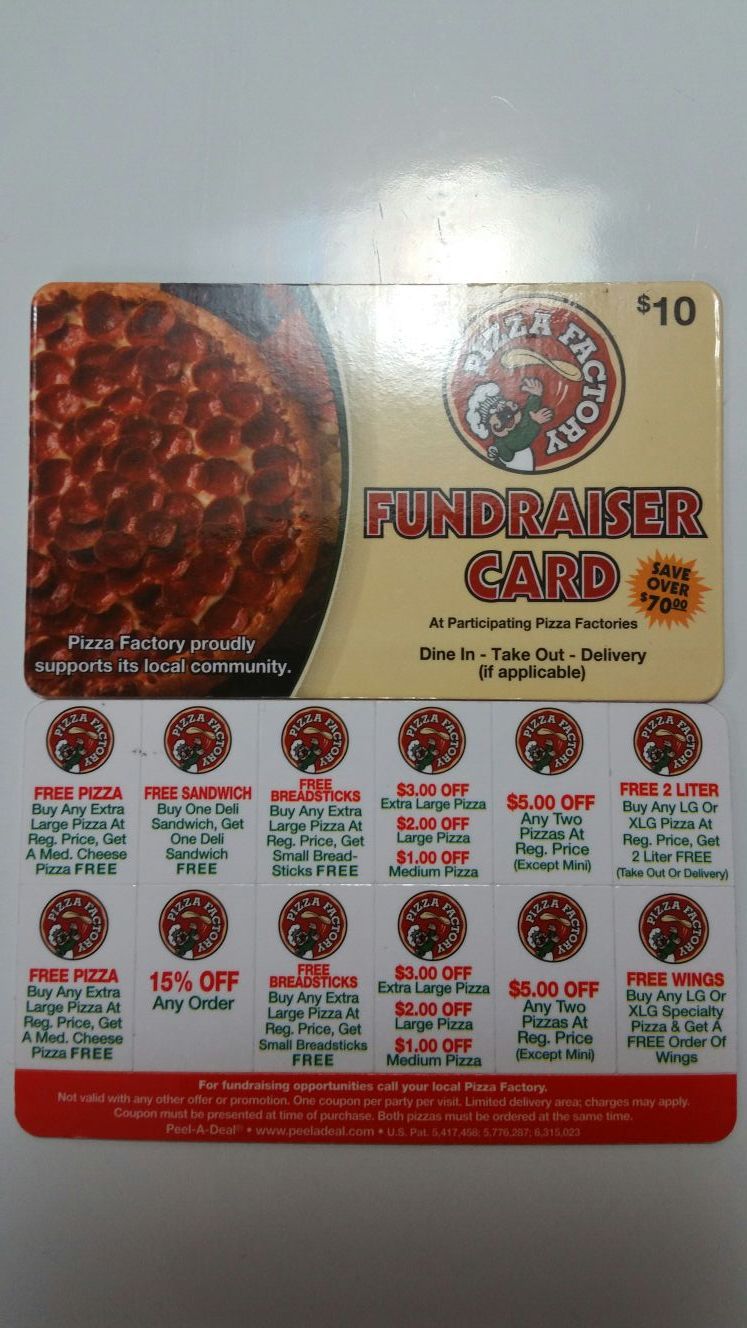 $10
PIZZA FACTORY
FUNDRAISER
CARD
SAVE
OVER
$70.00
At Participating Pizza Factories
Dine In - Take Out - Delivery
(if applicable)
Pizza Factory proudly
supports its local community.
PIZZA FACTORY
FREE PIZZA
Buy Any Extra
Large Pizza At
Reg. Price, Get
A Med. Cheese
Pizza FREE
PIZZA FACTORY
FREE SANDWICH
Buy One Deli
Sandwich, Get
One Deli
Sandwich
FREE
PIZZA FACTORY
FREE
BREADSTICKS
Buy Any Extra
Large Pizza At
Reg. Price, Get
Small Bread-
Sticks FREE
PIZZA FACTORY
$3.00 OFF
Extra Large Pizza
$2.00 OFF
Large Pizza
$1.00 OFF
Medium Pizza
PIZZA FACTORY
$5.00 OFF
Any Two
Pizzas At
Reg. Price
(Except Mini)
PIZZA FACTORY
FREE 2 LITER
Buy Any LG Or
XLG Pizza At
Reg. Price, Get
2 Liter FREE
(Take Out Or Delivery)
PIZZA FACTORY
FREE PIZZA
Buy Any Extra
Large Pizza At
Reg. Price, Get
A Med. Cheese
Pizza FREE
PIZZA FACTORY
15% OFF
Any Order
PIZZA FACTORY
FREE
BREADSTICKS
Buy Any Extra
Large Pizza At
Reg. Price, Get
Small Breadsticks
FREE
PIZZA FACTORY
$3.00 OFF
Extra Large Pizza
$2.00 OFF
Large Pizza
$1.00 OFF
Medium Pizza
PIZZA FACTORY
$5.00 OFF
Any Two
Pizzas At
Reg. Price
(Except Mini)
PIZZA FACTORY
FREE WINGS
Buy Any LG Or
XLG Specialty
Pizza & Get A
FREE Order Of
Wings
For fundraising opportunities call your local Pizza Factory.
Not valid with any other offer or promotion. One coupon per party per visit. Limited delivery area; charges may apply.
Coupon must be presented at time of purchase. Both pizzas must be ordered at the same time.
Peel-A-Deal® • www.peeladeal.com • U.S. Pat. 5,417,458; 5,776,287; 6,315,023